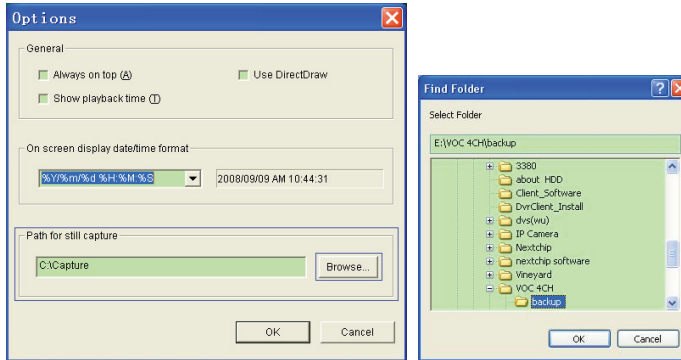 Options
General
Always on top (A)
Use DirectDraw
Show playback time (T)
On screen display date/time format
%Y/%m/%d %H:%M:%S
2008/09/09 AM 10:44:31
Path for still capture
C:\Capture
Browse...
OK
Cancel
Find Folder
Select Folder
E:\VOC 4CH\backup
3380
about HDD
Client_Software
DvrClient_Install
dvs(wu)
IP Camera
Nextchip
nextchip software
Vineyard
VOC 4CH
backup
OK
Cancel